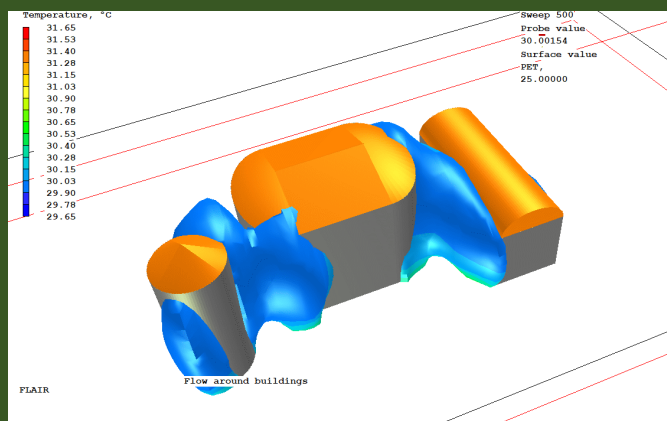 Temperature, °C
31.65
31.53
31.40
31.28
31.15
31.03
30.90
30.78
30.65
30.53
30.40
30.28
30.15
30.03
29.90
29.78
29.65
Sweep 500
Probe value
30.00154
Surface value
PET,
25.00000
Flow around buildings
FLAIR